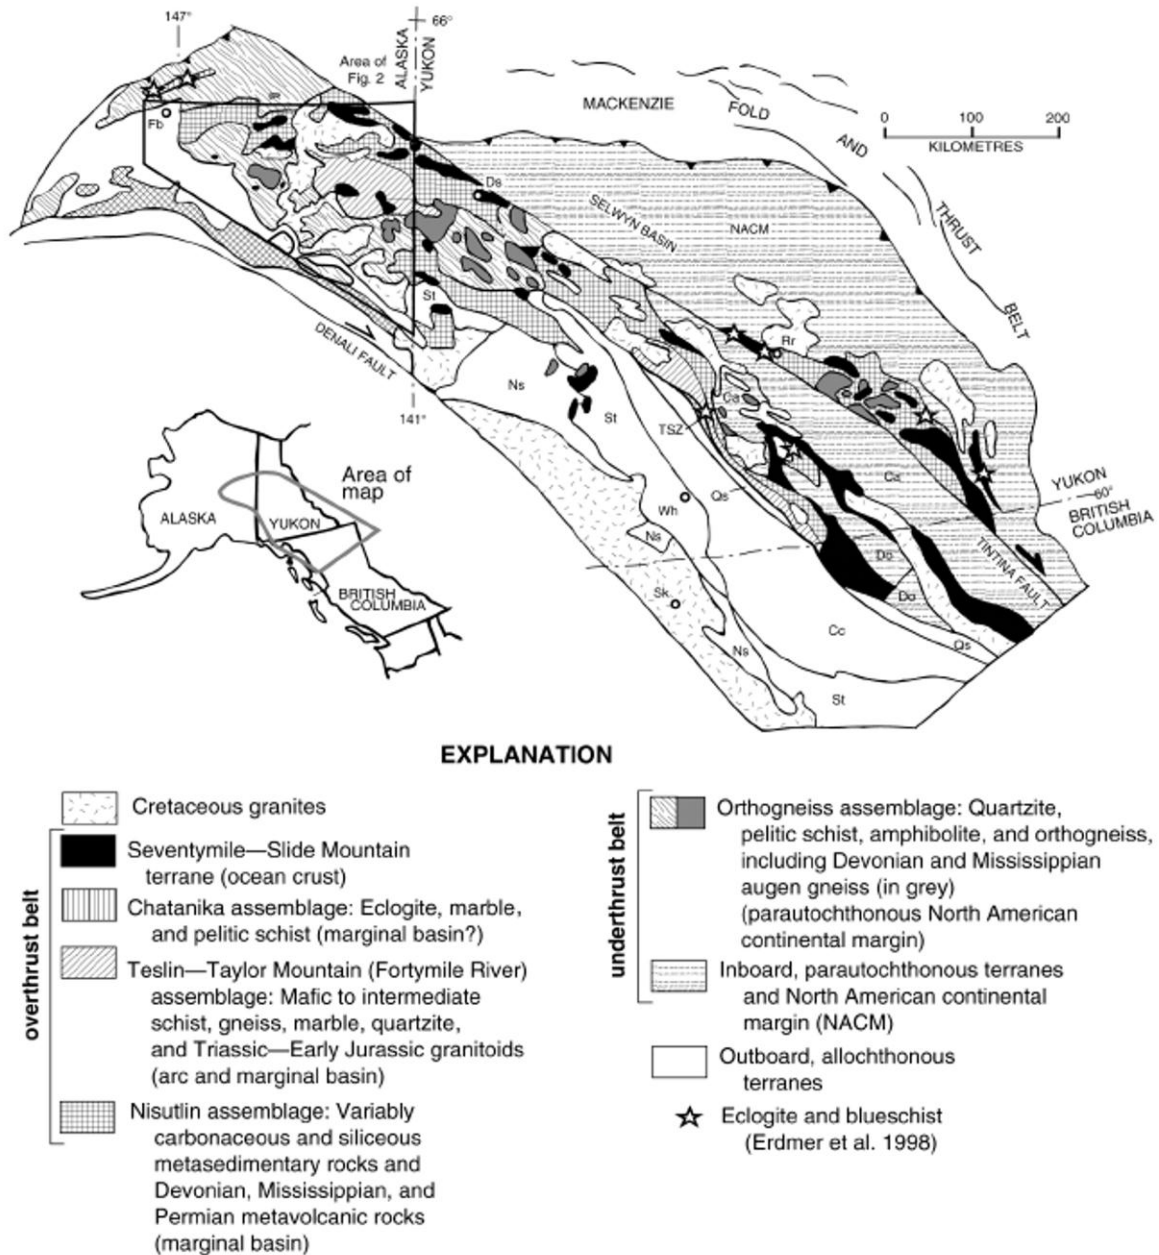 147°
66°
ALASKA
YUKON
Area of
Fig. 2
MACKENZIE
FOLD
AND
THRUST
BELT
0 100 200
KILOMETRES
Fb
Ds
SELWYN BASIN
NACM
St
DENALI FAULT
141°
Rr
Ns
St
Ca
TSZ
Qs
Wh
Ns
Ca
YUKON
60°
BRITISH
COLUMBIA
TINTINA FAULT
Do
Do
Sk
Cc
Qs
Ns
St
Area of
map
ALASKA
YUKON
BRITISH
COLUMBIA
EXPLANATION
Cretaceous granites
overthrust belt
Seventymile—Slide Mountain
terrane (ocean crust)
Chatanika assemblage: Eclogite, marble,
and pelitic schist (marginal basin?)
Teslin—Taylor Mountain (Fortymile River)
assemblage: Mafic to intermediate
schist, gneiss, marble, quartzite,
and Triassic—Early Jurassic granitoids
(arc and marginal basin)
Nisutlin assemblage: Variably
carbonaceous and siliceous
metasedimentary rocks and
Devonian, Mississippian, and
Permian metavolcanic rocks
(marginal basin)
underthrust belt
Orthogneiss assemblage: Quartzite,
pelitic schist, amphibolite, and orthogneiss,
including Devonian and Mississippian
augen gneiss (in grey)
(parautochthonous North American
continental margin)
Inboard, parautochthonous terranes
and North American continental
margin (NACM)
Outboard, allochthonous
terranes
Eclogite and blueschist
(Erdmer et al. 1998)